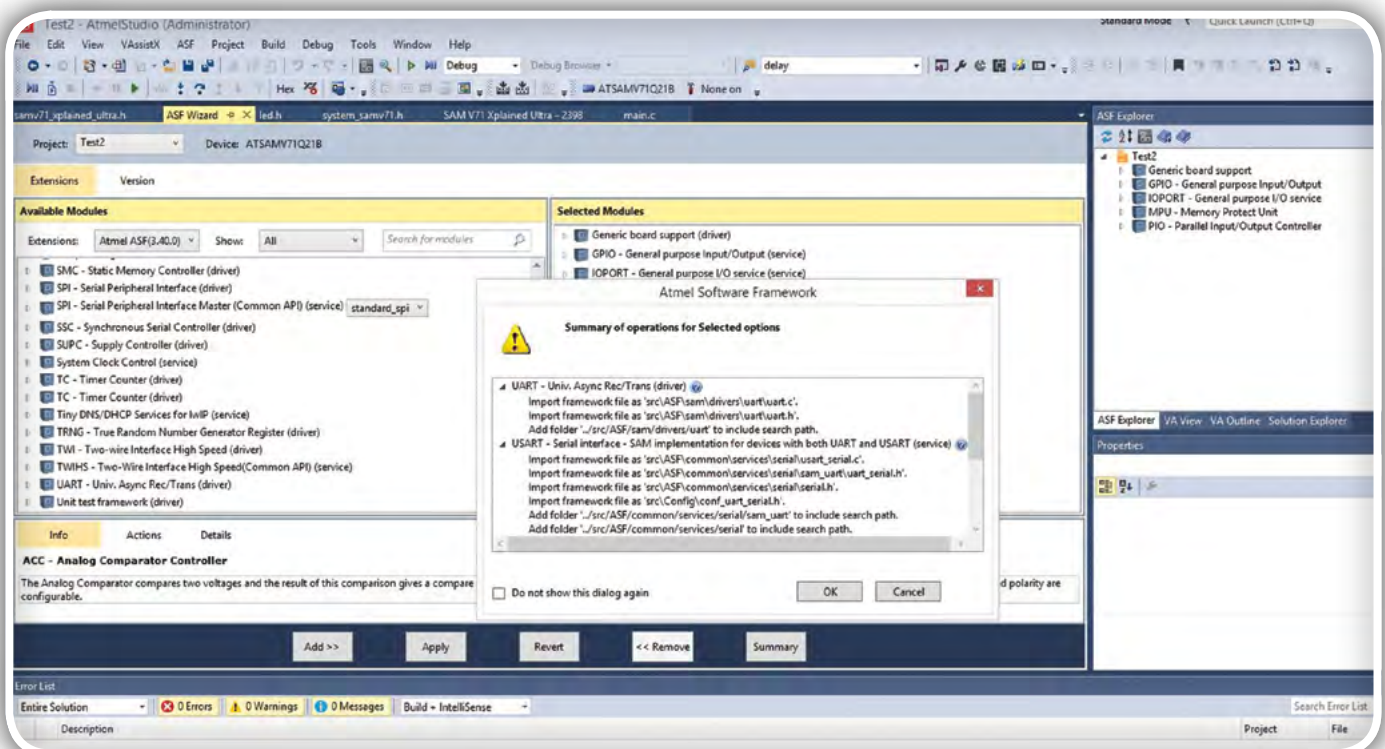 Test2 - AtmelStudio (Administrator)
Standard Mode
Quick Launch (Ctrl+Q)
File Edit View VAssistX ASF Project Build Debug Tools Window Help
Debug
Debug Browser
delay
Hex
ATSAMV71Q21B
None on
samv71_xplained_ultra.h
ASF Wizard
led.h
system_samv71.h
SAM V71 Xplained Ultra - 2398
main.c
Project: Test2
Device: ATSAMV71Q21B
Extensions
Version
Available Modules
Extensions: Atmel ASF(3.40.0)
Show: All
Search for modules
SMC - Static Memory Controller (driver)
SPI - Serial Peripheral Interface (driver)
SPI - Serial Peripheral Interface Master (Common API) (service) standard_spi
SSC - Synchronous Serial Controller (driver)
SUPC - Supply Controller (driver)
System Clock Control (service)
TC - Timer Counter (driver)
TC - Timer Counter (driver)
Tiny DNS/DHCP Services for lwIP (service)
TRNG - True Random Number Generator Register (driver)
TWI - Two-wire Interface High Speed (driver)
TWIHS - Two-Wire Interface High Speed(Common API) (service)
UART - Univ. Async Rec/Trans (driver)
Unit test framework (driver)
Selected Modules
Generic board support (driver)
GPIO - General purpose Input/Output (service)
IOPORT - General purpose I/O service (service)
Atmel Software Framework
Summary of operations for Selected options
UART - Univ. Async Rec/Trans (driver)
Import framework file as 'src\ASF\sam\drivers\uart\uart.c'.
Import framework file as 'src\ASF\sam\drivers\uart\uart.h'.
Add folder '../src/ASF/sam/drivers/uart' to include search path.
USART - Serial interface - SAM implementation for devices with both UART and USART (service)
Import framework file as 'src\ASF\common\services\serial\usart_serial.c'.
Import framework file as 'src\ASF\common\services\serial\sam_uart\uart_serial.h'.
Import framework file as 'src\ASF\common\services\serial\serial.h'.
Import framework file as 'src\Config\conf_uart_serial.h'.
Add folder '../src/ASF/common/services/serial/sam_uart' to include search path.
Add folder '../src/ASF/common/services/serial' to include search path.
Do not show this dialog again
OK
Cancel
Info
Actions
Details
ACC - Analog Comparator Controller
The Analog Comparator compares two voltages and the result of this comparison gives a compare
d polarity are
configurable.
Add >>
Apply
Revert
<< Remove
Summary
ASF Explorer
Test2
Generic board support
GPIO - General purpose Input/Output
IOPORT - General purpose I/O service
MPU - Memory Protect Unit
PIO - Parallel Input/Output Controller
ASF Explorer VA View VA Outline Solution Explorer
Properties
Error List
Entire Solution
0 Errors
0 Warnings
0 Messages
Build + IntelliSense
Search Error List
Description
Project
File